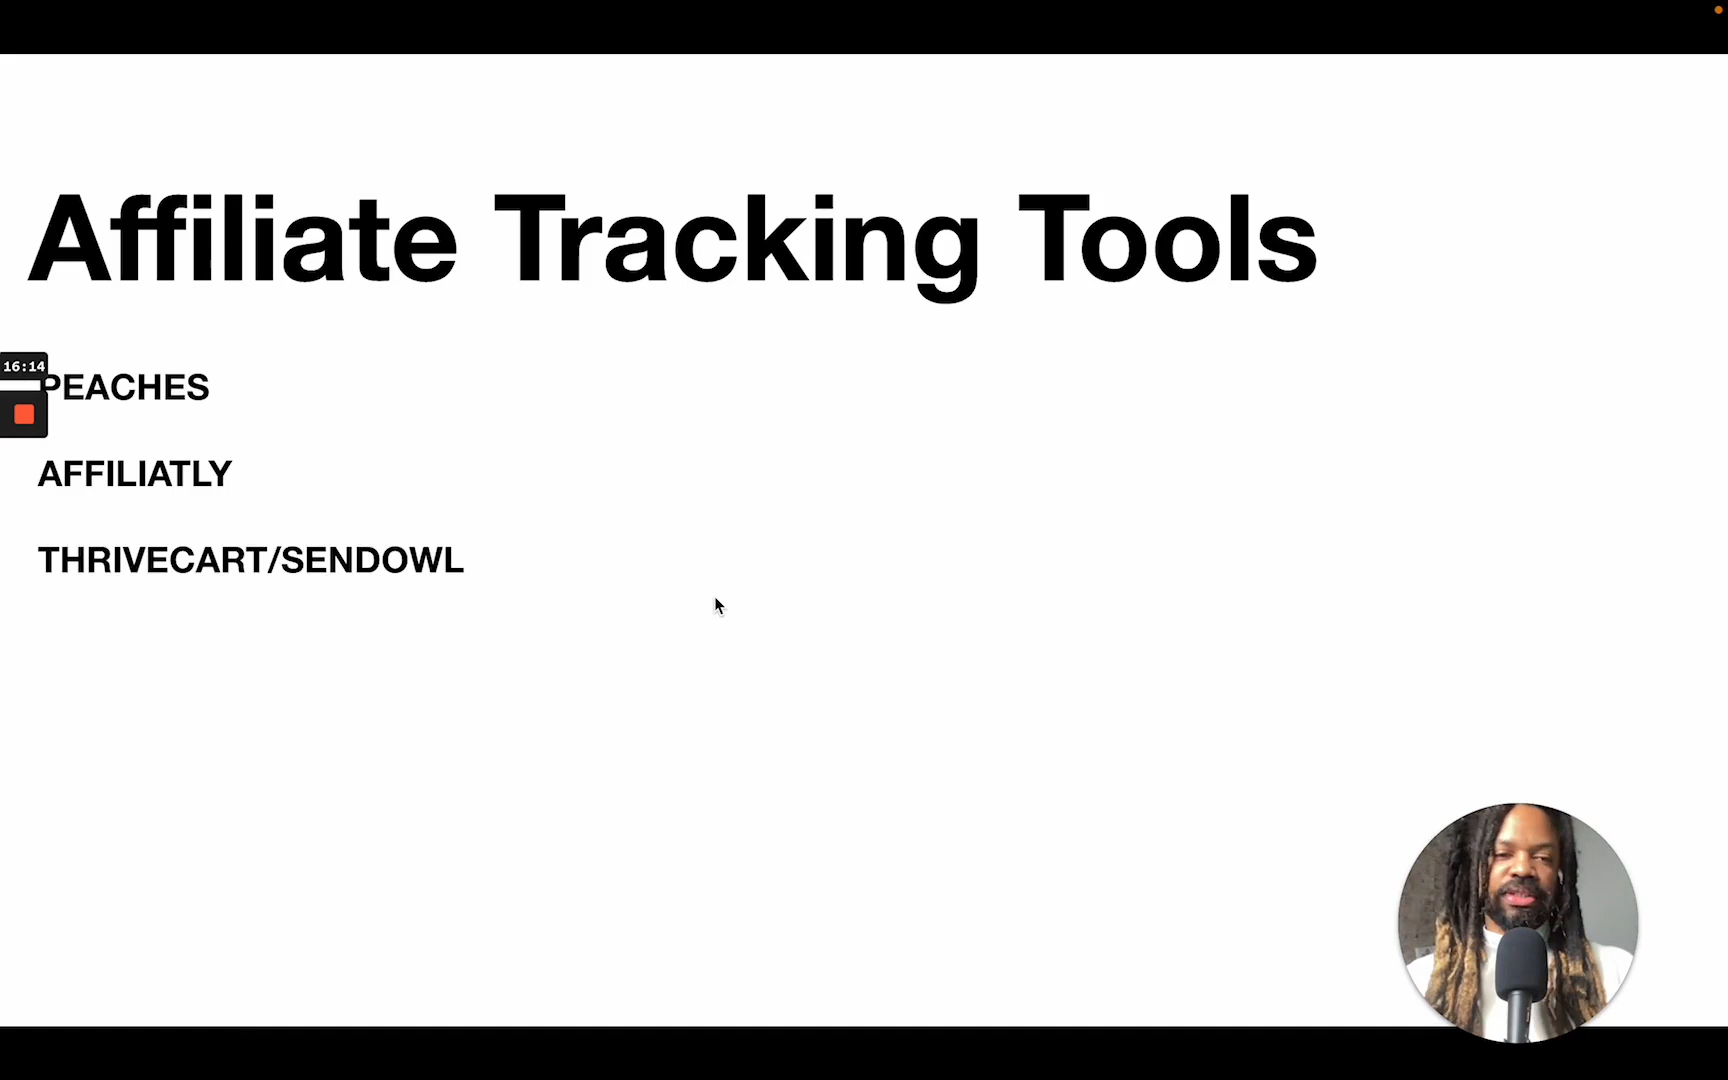 Affiliate Tracking Tools
16:14
PEACHES
AFFILIATLY
THRIVECART/SENDOWL